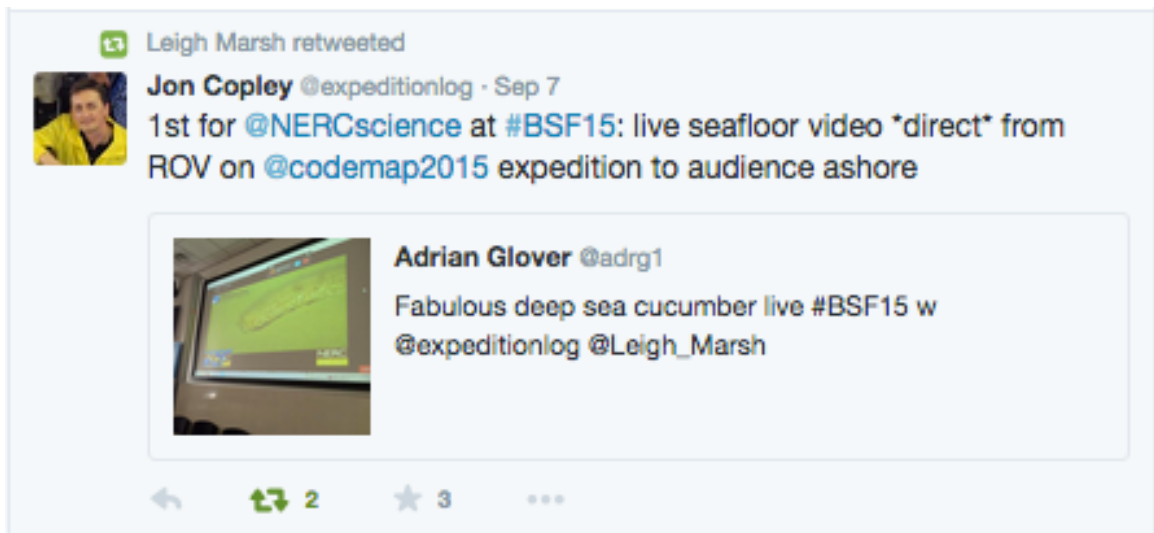 Leigh Marsh retweeted
Jon Copley @expeditionlog · Sep 7
1st for @NERCscience at #BSF15: live seafloor video *direct* from
ROV on @codemap2015 expedition to audience ashore
Adrian Glover @adrg1
Fabulous deep sea cucumber live #BSF15 w
@expeditionlog @Leigh_Marsh
NERC
2
3